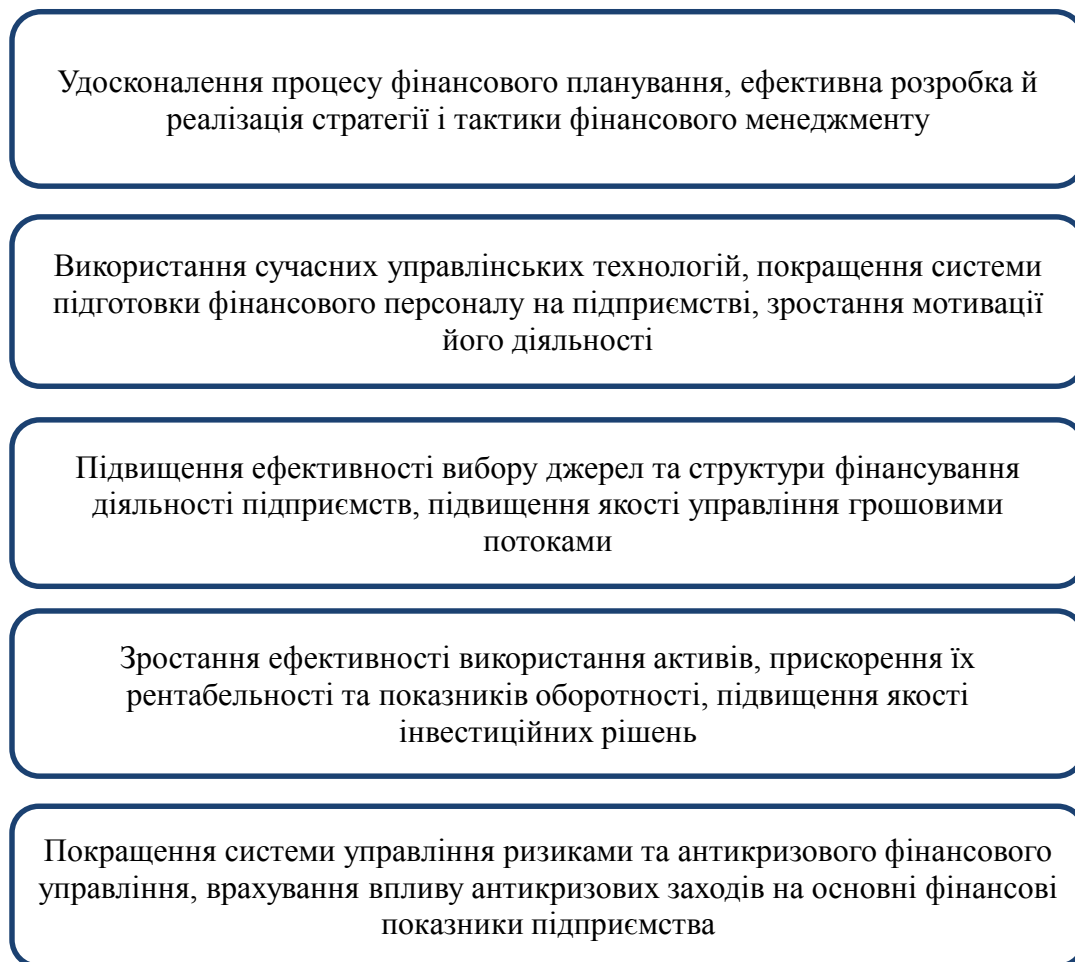 Удосконалення процесу фінансового планування, ефективна розробка й
реалізація стратегії і тактики фінансового менеджменту
Використання сучасних управлінських технологій, покращення системи
підготовки фінансового персоналу на підприємстві, зростання мотивації
його діяльності
Підвищення ефективності вибору джерел та структури фінансування
діяльності підприємств, підвищення якості управління грошовими
потоками
Зростання ефективності використання активів, прискорення їх
рентабельності та показників оборотності, підвищення якості
інвестиційних рішень
Покращення системи управління ризиками та антикризового фінансового
управління, врахування впливу антикризових заходів на основні фінансові
показники підприємства